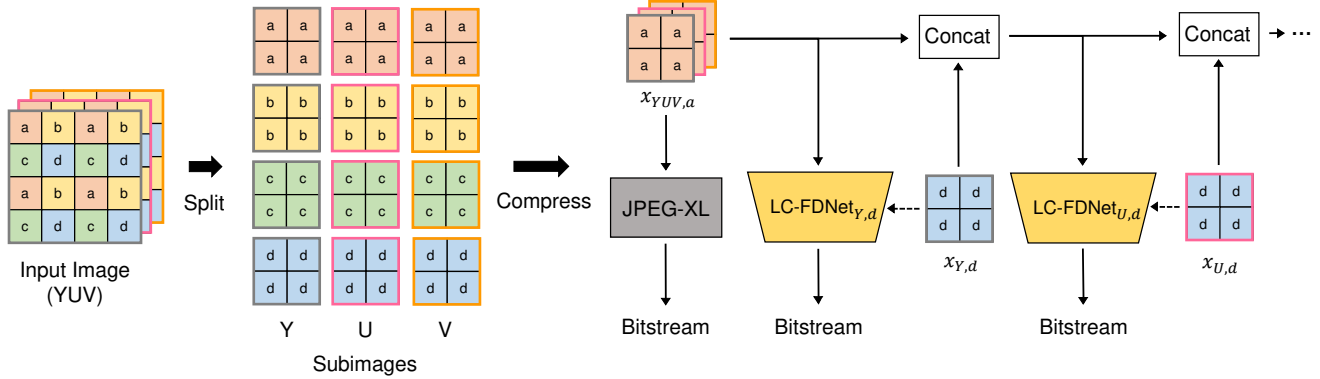 a b a b
c d c d
a b a b
c d c d
Input Image
(YUV)
Split
a a a a a a
a a a a a a
b b b b b b
b b b b b b
c c c c c c
c c c c c c
d d d d d d
d d d d d d
Y U V
Subimages
Compress
a a
a a
x_{YUV,a}
JPEG-XL
Bitstream
LC-FDNet_{Y,d}
Bitstream
Concat
d d
d d
x_{Y,d}
LC-FDNet_{U,d}
Bitstream
Concat
...
d d
d d
x_{U,d}